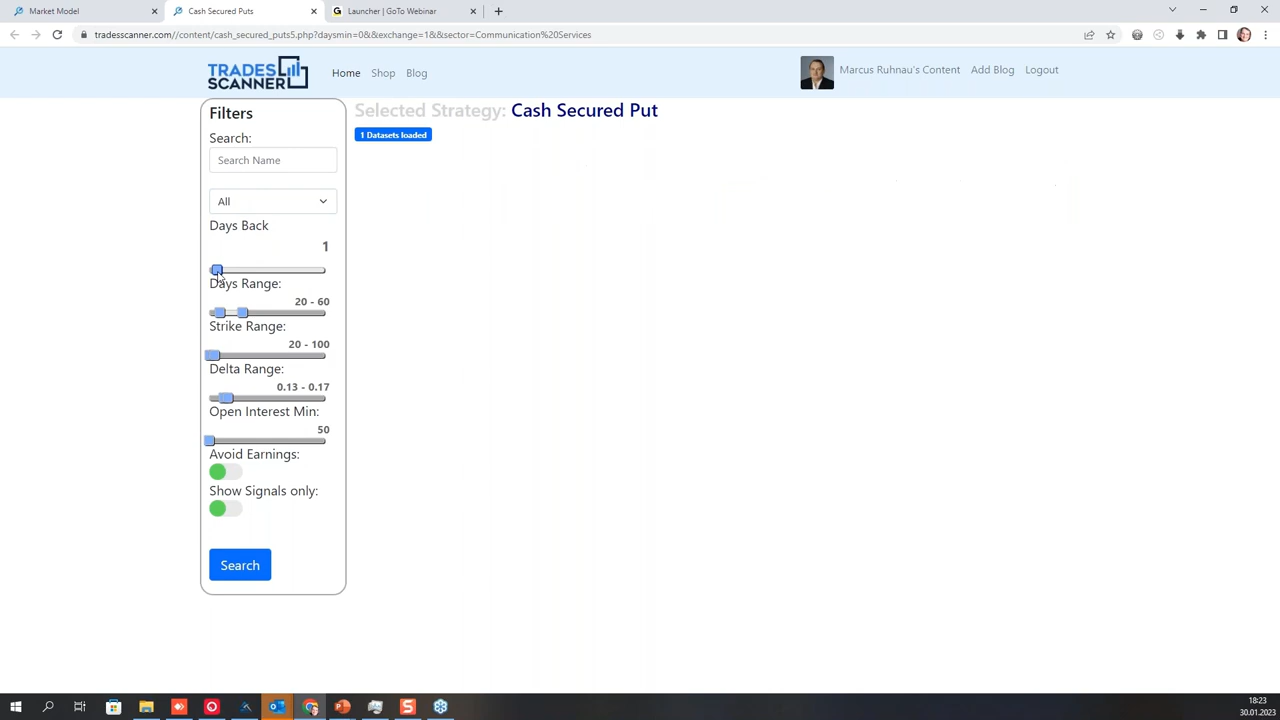 Market Model
Cash Secured Puts
Launcher | GoTo Webinar
tradesscanner.com//content/cash_secured_puts5.php?daysmin=0&&exchange=1&&sector=Communication%20Services
TRADES
SCANNER
Home
Shop
Blog
Marcus Ruhnau's Content
Add Blog
Logout
Filters
Search:
Search Name
All
Days Back
1
Days Range:
20 - 60
Strike Range:
20 - 100
Delta Range:
0.13 - 0.17
Open Interest Min:
50
Avoid Earnings:
Show Signals only:
Search
Selected Strategy: Cash Secured Put
1 Datasets loaded
18:23
30.01.2023